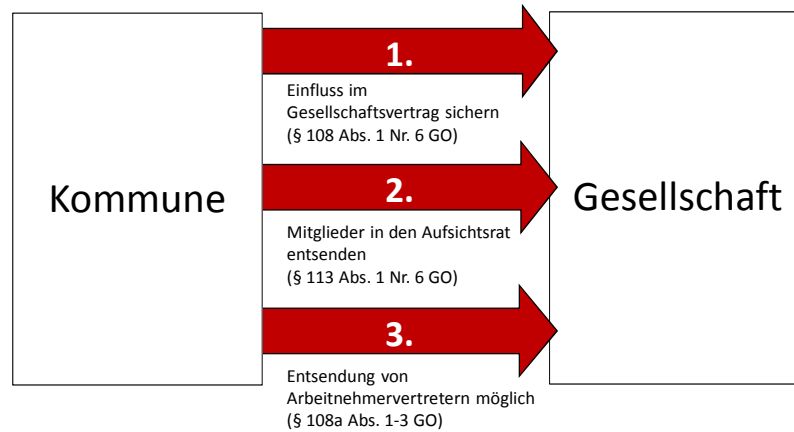 Kommune
1.
Einfluss im
Gesellschaftsvertrag sichern
(§ 108 Abs. 1 Nr. 6 GO)
2.
Mitglieder in den Aufsichtsrat
entsenden
(§ 113 Abs. 1 Nr. 6 GO)
3.
Entsendung von
Arbeitnehmervertretern möglich
(§ 108a Abs. 1-3 GO)
Gesellschaft